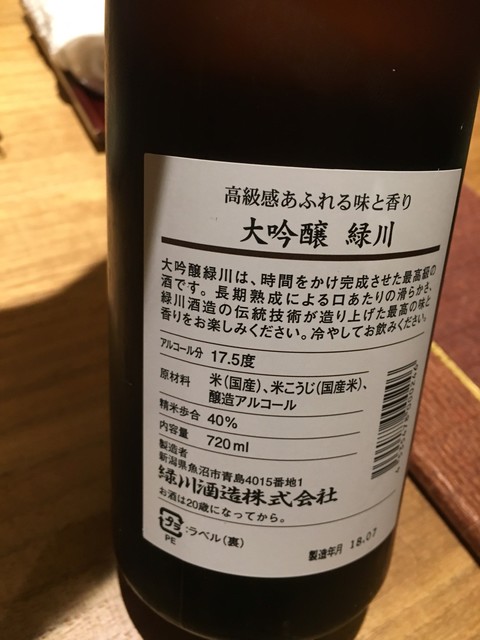 高級感あふれる味と香り
大吟醸 緑川
大吟醸緑川は、時間をかけ完成させた最高級の
酒です。長期熟成による口あたりの滑らかさ、
緑川酒造の伝統技術が造り上げた最高の味と
香りをお楽しみください。冷やしてお飲みください。
アルコール分 17.5度
原材料 米(国産)、米こうじ(国産米)、
醸造アルコール
精米歩合 40%
内容量 720ml
製造者
新潟県魚沼市青島4015番地1
緑川酒造株式会社
お酒は20歳になってから。
プラ :ラベル(裏)
PE
製造年月 18.07